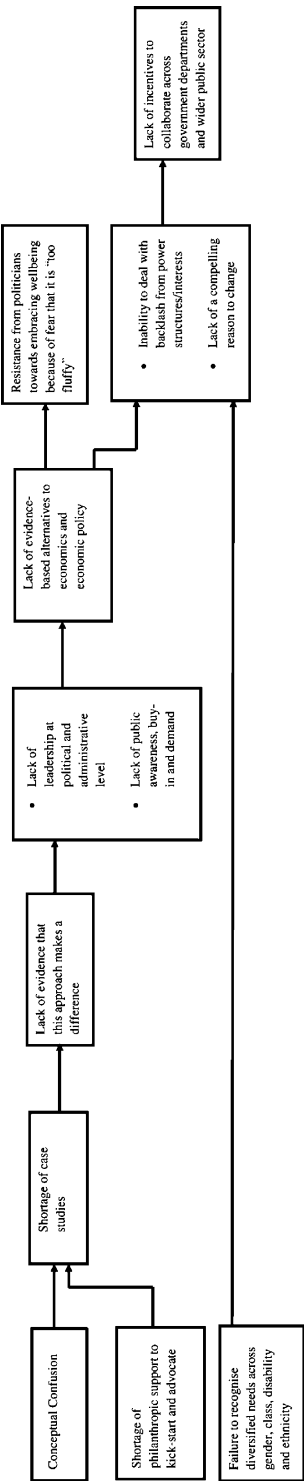 Conceptual Confusion
Shortage of
philanthropic support to
kick-start and advocate
Failure to recognise
diversified needs across
gender, class, disability
and ethnicity
Shortage of case
studies
Lack of evidence that
this approach makes a
difference
• Lack of
leadership at
political and
administrative
level
• Lack of public
awareness, buy-
in and demand
Lack of evidence-
based alternatives to
economics and
economic policy
Resistance from politicians
towards embracing wellbeing
because of fear that it is “too
fluffy”
• Inability to deal with
backlash from power
structures/interests
• Lack of a compelling
reason to change
Lack of incentives to
collaborate across
government departments
and wider public sector